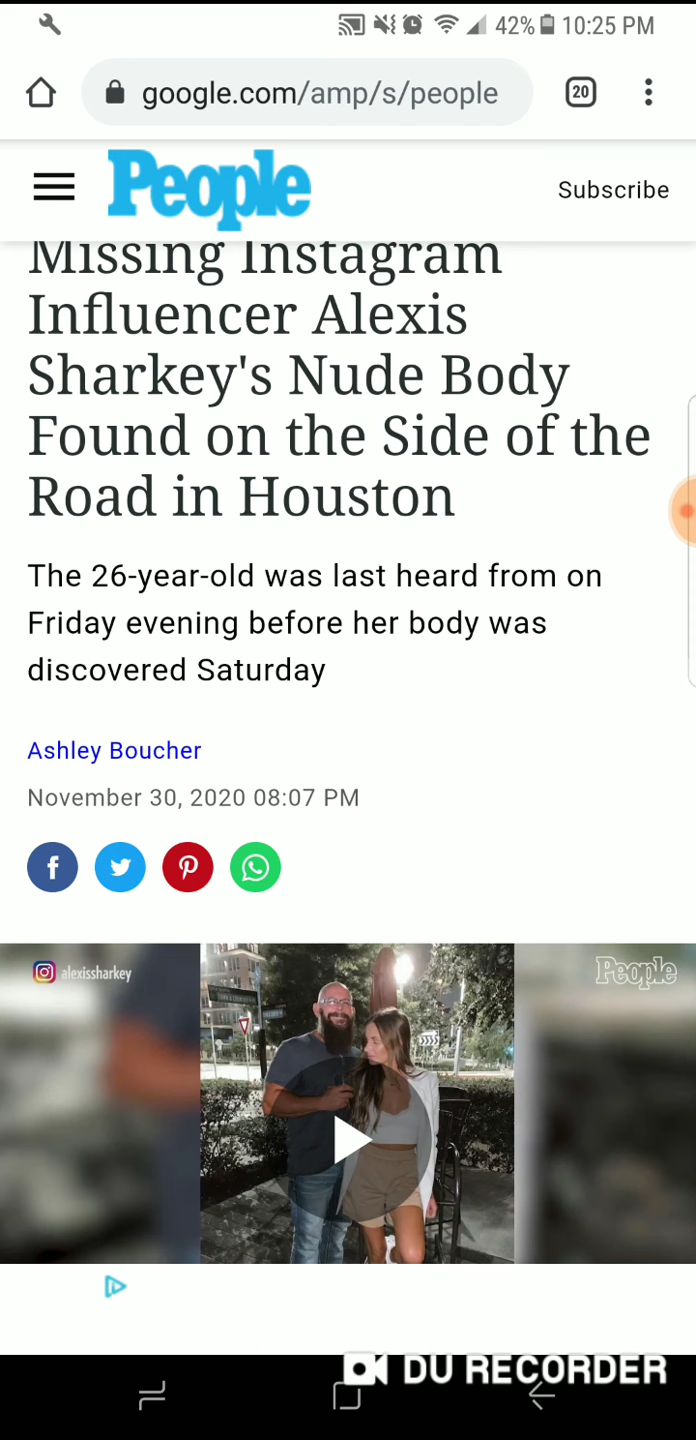 42% 10:25 PM
google.com/amp/s/people
20
People
Subscribe
Missing Instagram
Influencer Alexis
Sharkey's Nude Body
Found on the Side of the
Road in Houston
The 26-year-old was last heard from on
Friday evening before her body was
discovered Saturday
Ashley Boucher
November 30, 2020 08:07 PM
alexissharkey
People
DU RECORDER